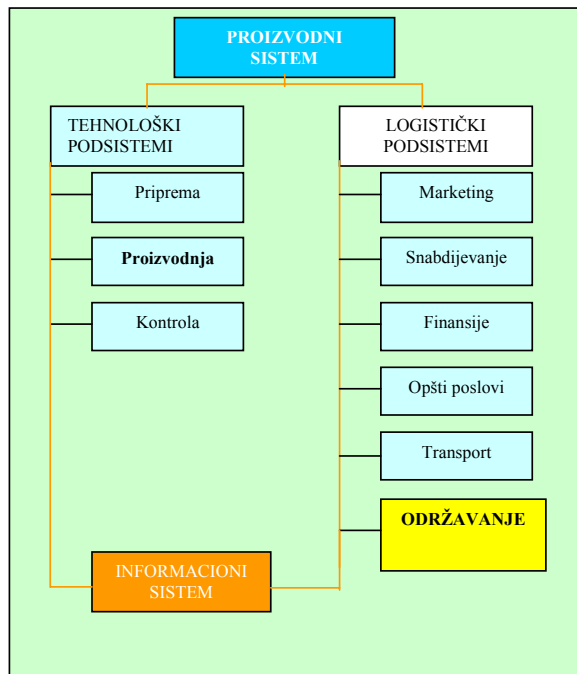 PROIZVODNI
SISTEM
TEHNOLOŠKI
PODSISTEMI
Priprema
Proizvodnja
Kontrola
LOGISTIČKI
PODSISTEMI
Marketing
Snabdijevanje
Finansije
Opšti poslovi
Transport
ODRŽAVANJE
INFORMACIONI
SISTEM